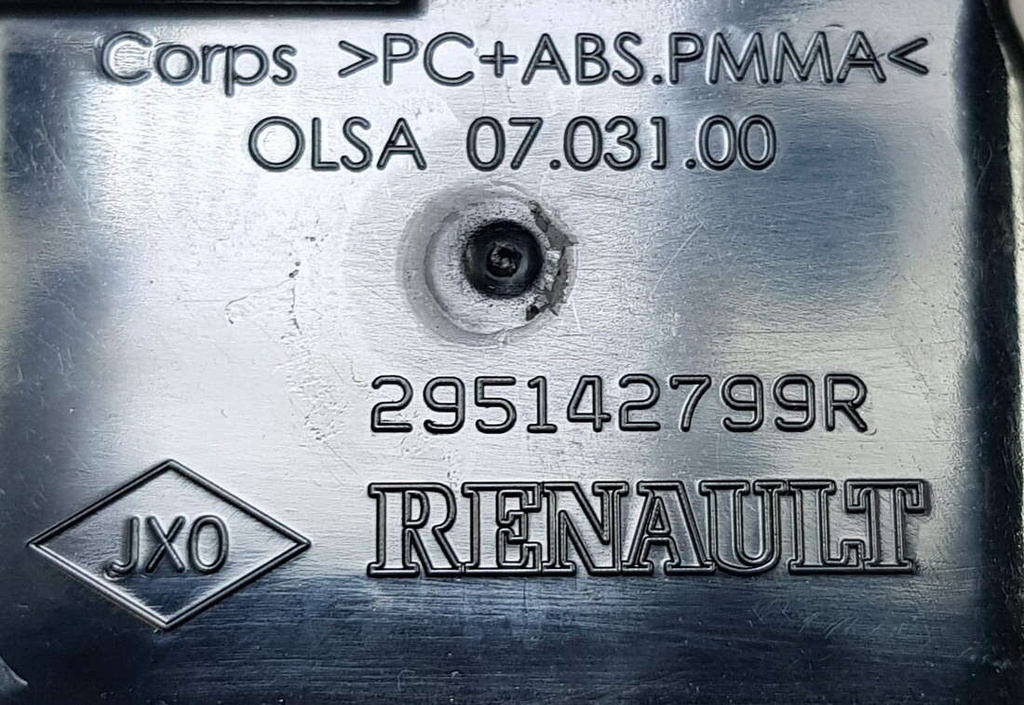 Corps >PC+ABS.PMMA<
OLSA 07.031.00
295142799R
JXO RENAULT